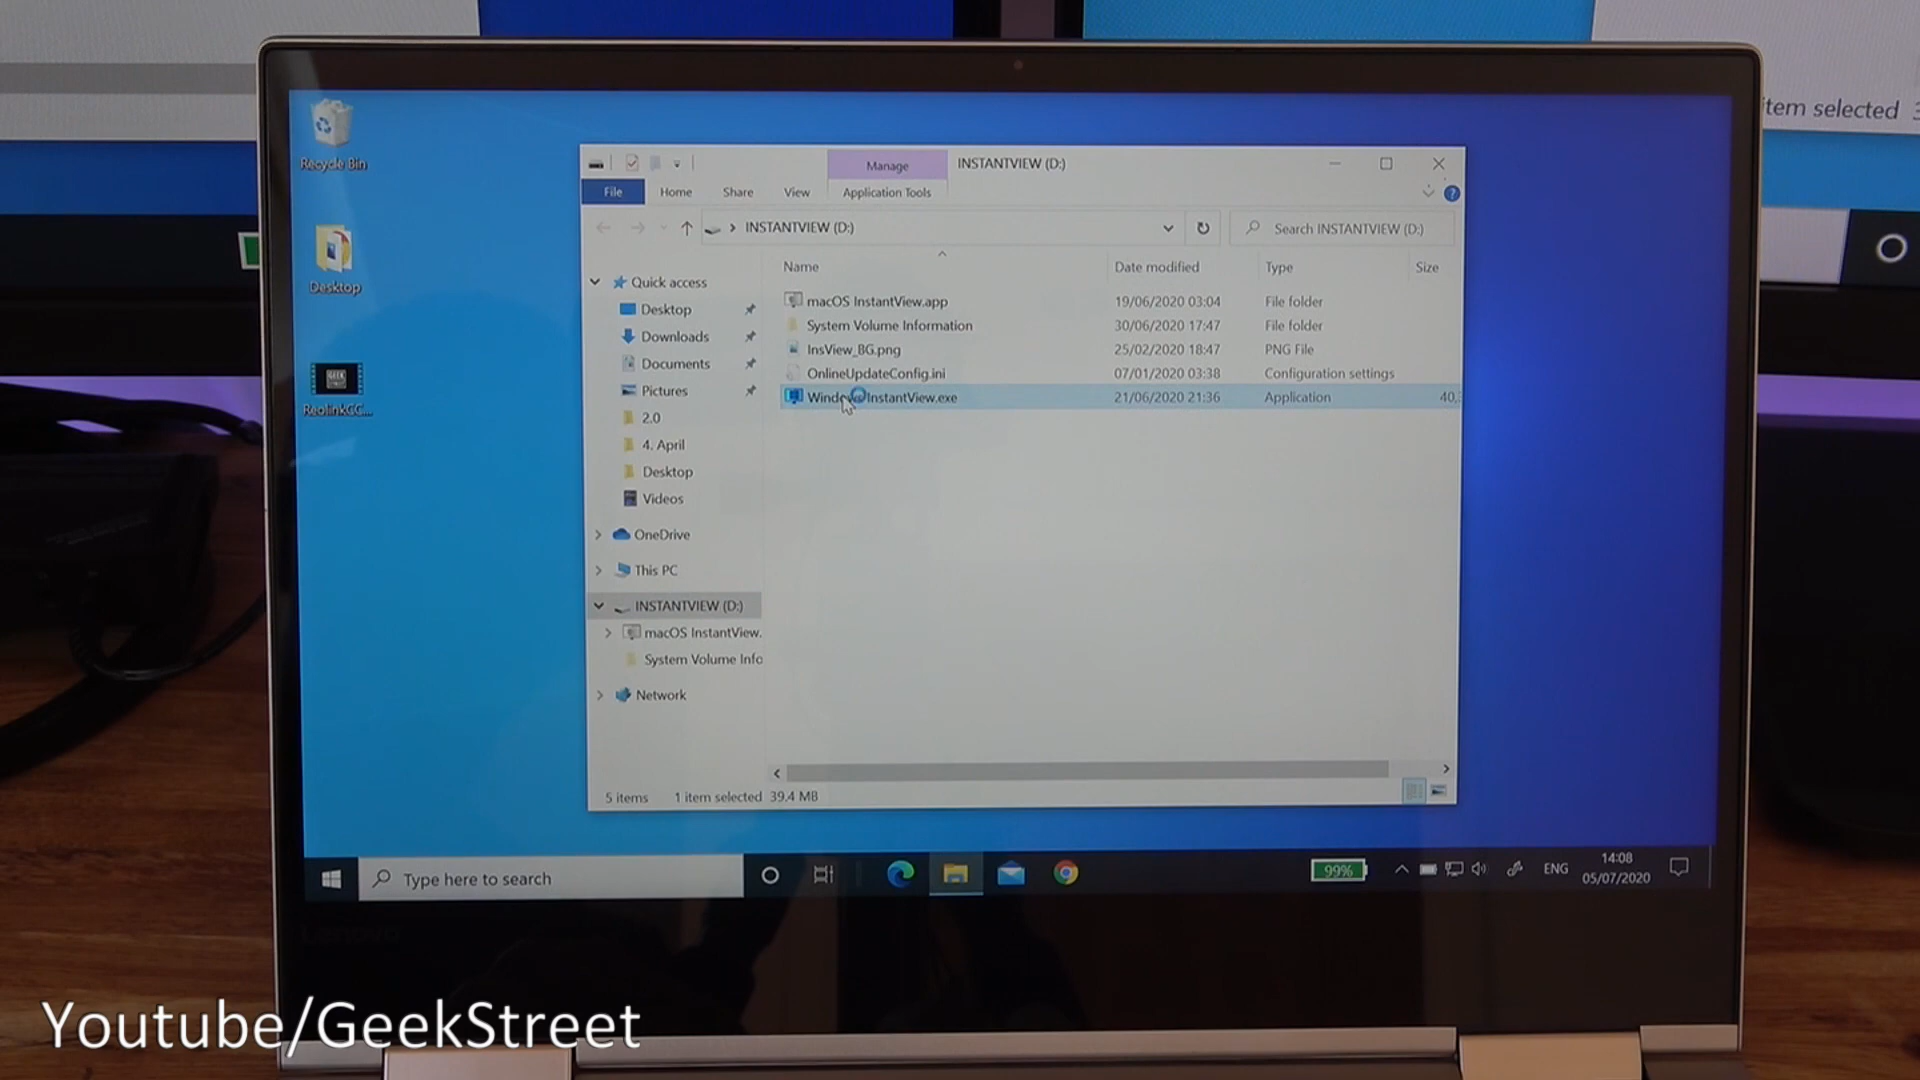 item selected
Recycle Bin
Desktop
ReolinkCC...
Manage
INSTANTVIEW (D:)
File
Home
Share
View
Application Tools
INSTANTVIEW (D:)
Search INSTANTVIEW (D:)
Name
Date modified
Type
Size
macOS InstantView.app
19/06/2020 03:04
File folder
System Volume Information
30/06/2020 17:47
File folder
InsView_BG.png
25/02/2020 18:47
PNG File
OnlineUpdateConfig.ini
07/01/2020 03:38
Configuration settings
Windows InstantView.exe
21/06/2020 21:36
Application
40,
Quick access
Desktop
Downloads
Documents
Pictures
2.0
4. April
Desktop
Videos
OneDrive
This PC
INSTANTVIEW (D:)
macOS InstantView.
System Volume Info
Network
5 items
1 item selected
39.4 MB
Type here to search
99%
ENG
14:08
05/07/2020
Youtube/GeekStreet